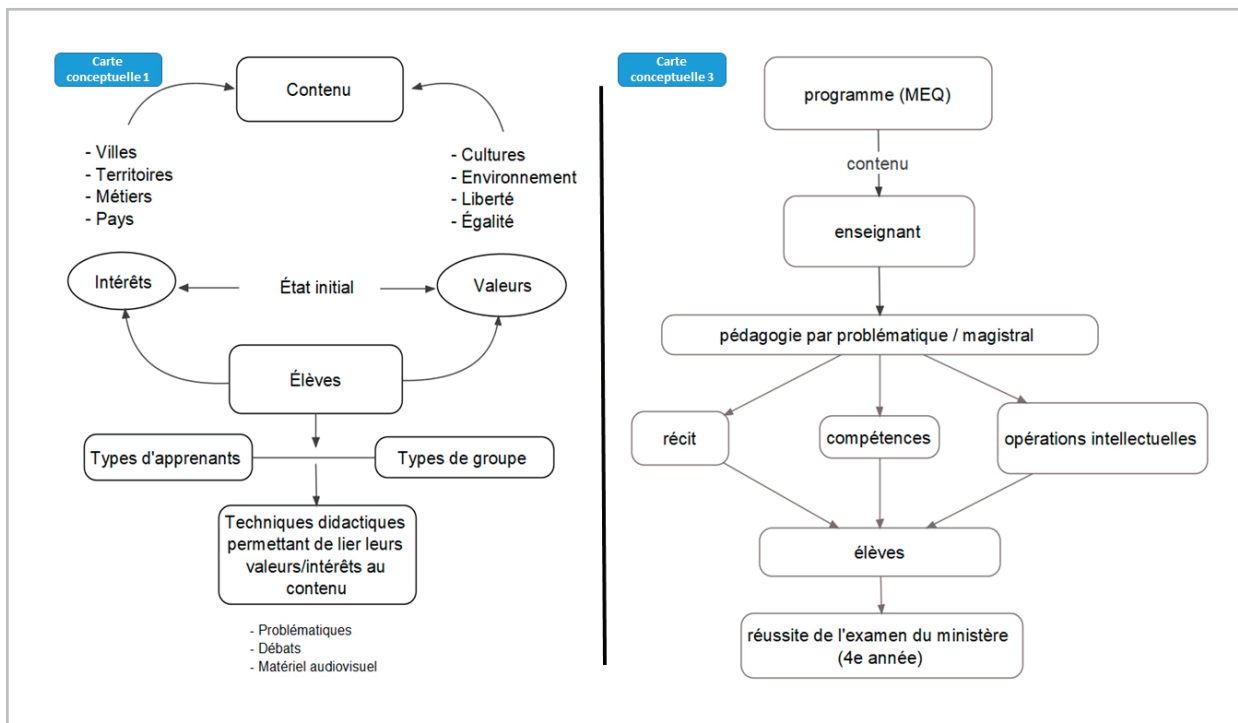 Carte
conceptuelle 1
Contenu
- Villes
- Territoires
- Métiers
- Pays
- Cultures
- Environnement
- Liberté
- Égalité
Intérêts
État initial
Valeurs
Élèves
Types d'apprenants
Types de groupe
Techniques didactiques
permettant de lier leurs
valeurs/intérêts au
contenu
- Problématiques
- Débats
- Matériel audiovisuel
Carte
conceptuelle 3
programme (MEQ)
contenu
enseignant
pédagogie par problématique / magistral
récit
compétences
opérations intellectuelles
élèves
réussite de l'examen du ministère
(4e année)